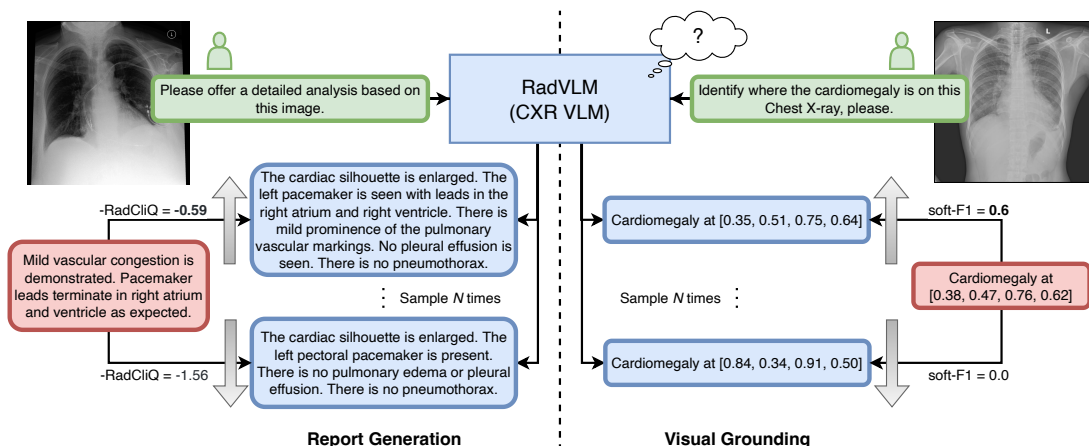 L
?
L
Please offer a detailed analysis based on
this image.
RadVLM
(CXR VLM)
Identify where the cardiomegaly is on this
Chest X-ray, please.
-RadCliQ = -0.59
The cardiac silhouette is enlarged. The
left pacemaker is seen with leads in the
right atrium and right ventricle. There is
mild prominence of the pulmonary
vascular markings. No pleural effusion is
seen. There is no pneumothorax.
Mild vascular congestion is
demonstrated. Pacemaker
leads terminate in right atrium
and ventricle as expected.
Sample N times
The cardiac silhouette is enlarged. The
left pectoral pacemaker is present.
There is no pulmonary edema or pleural
effusion. There is no pneumothorax.
-RadCliQ = -1.56
Report Generation
Cardiomegaly at [0.35, 0.51, 0.75, 0.64]
soft-F1 = 0.6
Cardiomegaly at
[0.38, 0.47, 0.76, 0.62]
Sample N times
Cardiomegaly at [0.84, 0.34, 0.91, 0.50]
soft-F1 = 0.0
Visual Grounding